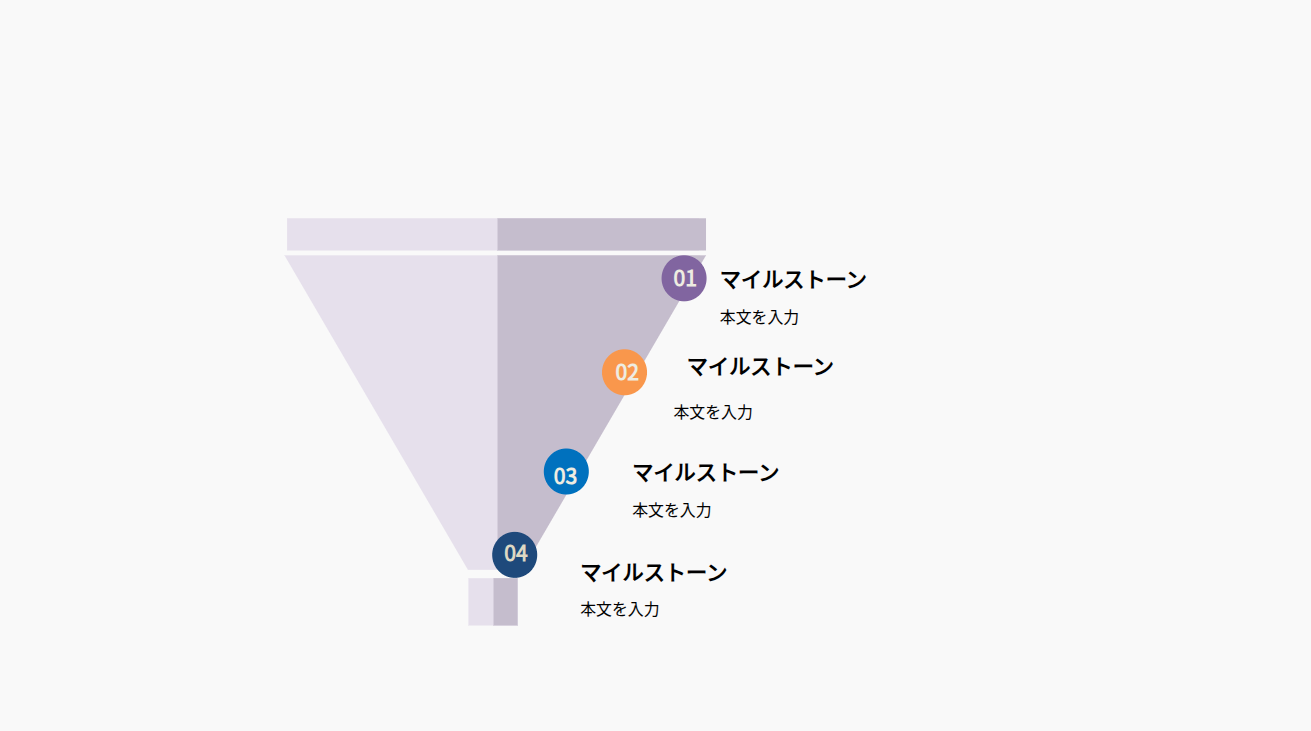 01 マイルストーン
本文を入力
02 マイルストーン
本文を入力
03 マイルストーン
本文を入力
04 マイルストーン
本文を入力